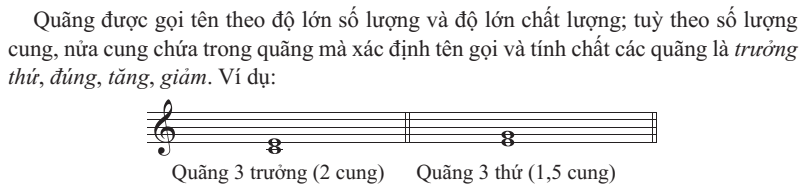 Quãng được gọi tên theo độ lớn số lượng và độ lớn chất lượng; tuỳ theo số lượng
cung, nửa cung chứa trong quãng mà xác định tên gọi và tính chất các quãng là trưởng
thứ, đúng, tăng, giảm. Ví dụ:
Quãng 3 trưởng (2 cung) Quãng 3 thứ (1,5 cung)